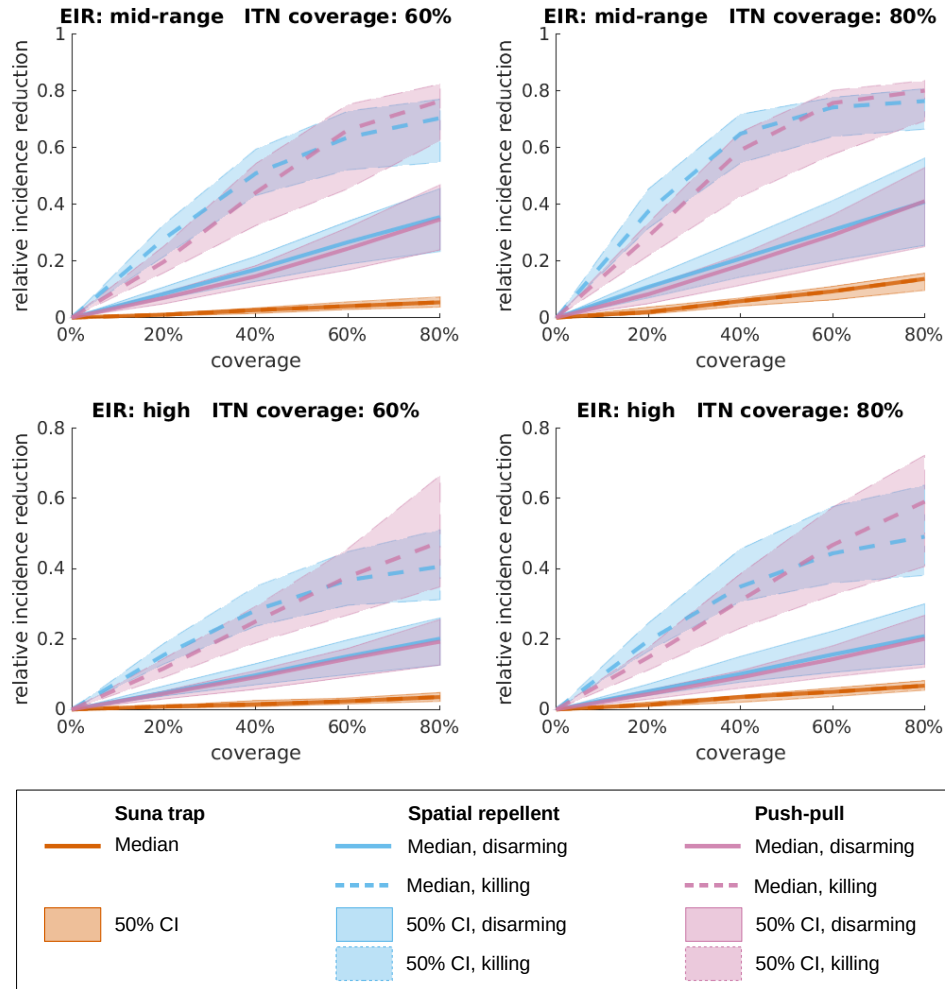 EIR: mid-range ITN coverage: 60%
relative incidence reduction
1
0.8
0.6
0.4
0.2
0
0% 20% 40% 60% 80%
coverage
EIR: mid-range ITN coverage: 80%
relative incidence reduction
1
0.8
0.6
0.4
0.2
0
0% 20% 40% 60% 80%
coverage
EIR: high ITN coverage: 60%
relative incidence reduction
0.8
0.6
0.4
0.2
0
0% 20% 40% 60% 80%
coverage
EIR: high ITN coverage: 80%
relative incidence reduction
0.8
0.6
0.4
0.2
0
0% 20% 40% 60% 80%
coverage
Suna trap
Median
50% CI
Spatial repellent
Median, disarming
Median, killing
50% CI, disarming
50% CI, killing
Push-pull
Median, disarming
Median, killing
50% CI, disarming
50% CI, killing